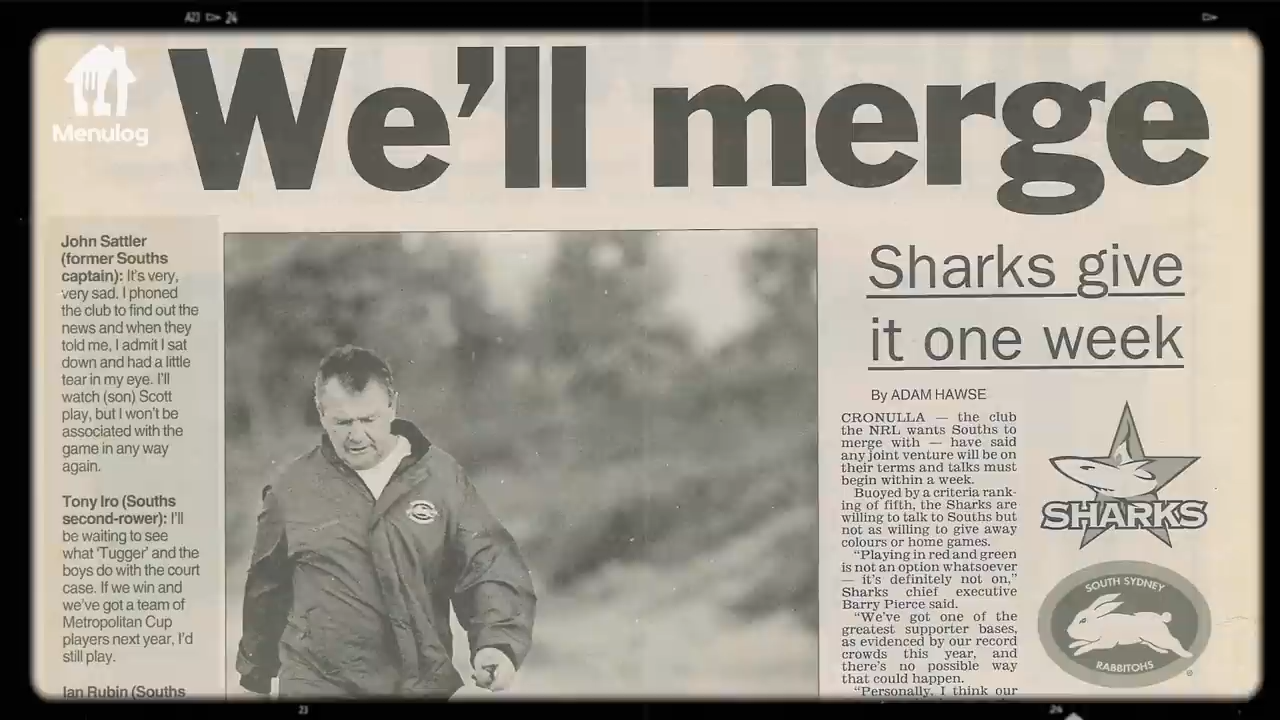 A23 24
Menulog
We'll merge
John Sattler
(former Souths
captain): It's very,
very sad. I phoned
the club to find out the
news and when they
told me, I admit I sat
down and had a little
tear in my eye. I'll
watch (son) Scott
play, but I won't be
associated with the
game in any way
again.
Tony Iro (Souths
second-rower): I'll
be waiting to see
what 'Tugger' and the
boys do with the court
case. If we win and
we've got a team of
Metropolitan Cup
players next year, I'd
still play.
Ian Rubin (Souths
Sharks give
it one week
By ADAM HAWSE
CRONULLA — the club
the NRL wants Souths to
merge with — have said
any joint venture will be on
their terms and talks must
begin within a week.
Buoyed by a criteria rank-
ing of fifth, the Sharks are
willing to talk to Souths but
not as willing to give away
colours or home games.
"Playing in red and green
is not an option whatsoever
— it's definitely not on,"
Sharks chief executive
Barry Pierce said.
"We've got one of the
greatest supporter bases,
as evidenced by our record
crowds this year, and
there's no possible way
that could happen.
"Personally, I think our
SHARKS
SOUTH SYDNEY
RABBITOHS
23
24